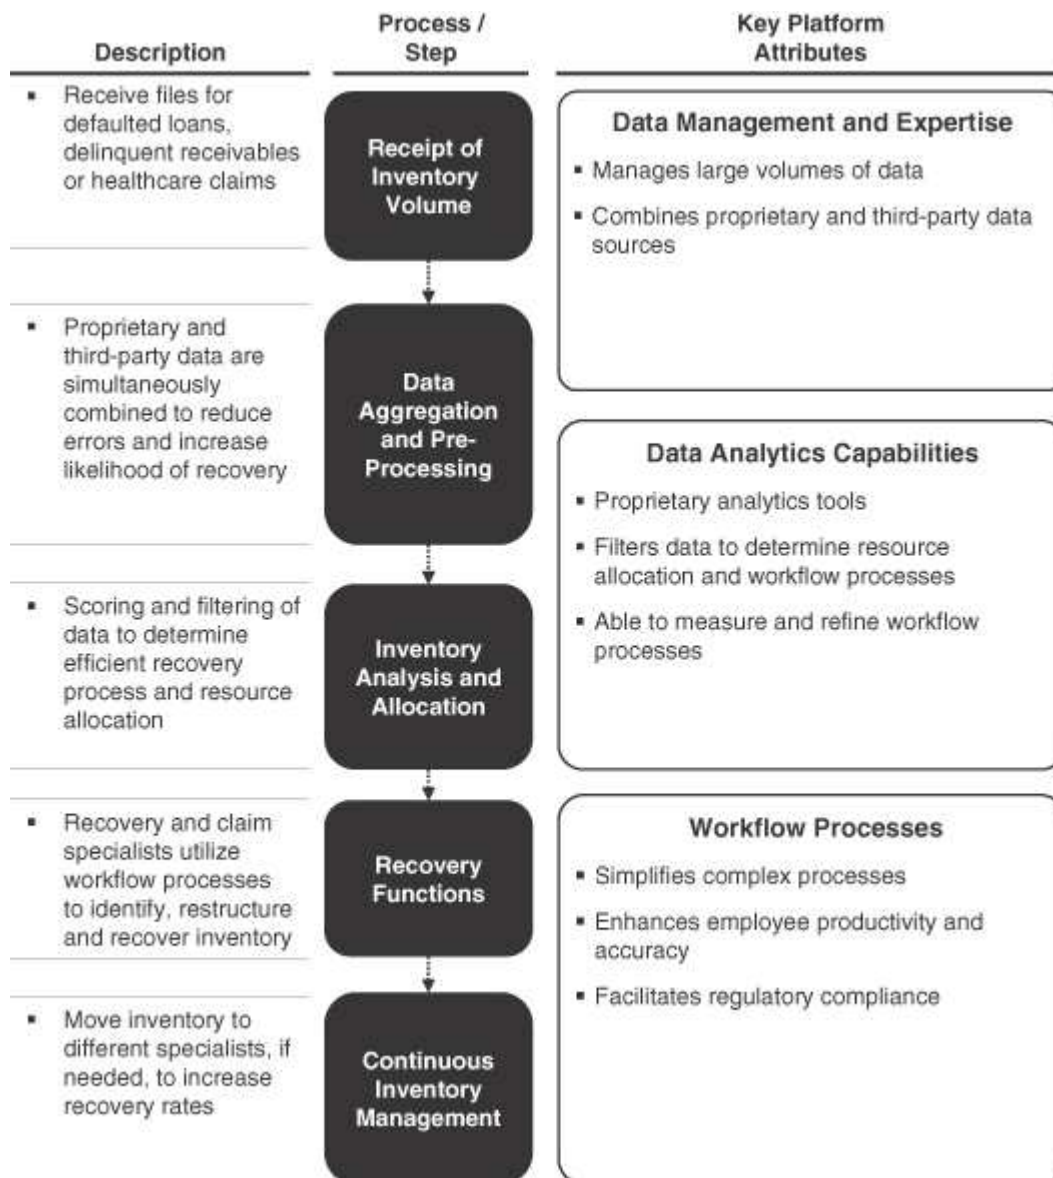 Description
Process /
Step
Key Platform
Attributes
▪ Receive files for
defaulted loans,
delinquent receivables
or healthcare claims
Receipt of
Inventory
Volume
Data Management and Expertise
▪ Manages large volumes of data
▪ Combines proprietary and third-party data
sources
▪ Proprietary and
third-party data are
simultaneously
combined to reduce
errors and increase
likelihood of recovery
Data
Aggregation
and Pre-
Processing
Data Analytics Capabilities
▪ Proprietary analytics tools
▪ Filters data to determine resource
allocation and workflow processes
▪ Able to measure and refine workflow
processes
▪ Scoring and filtering of
data to determine
efficient recovery
process and resource
allocation
Inventory
Analysis and
Allocation
▪ Recovery and claim
specialists utilize
workflow processes
to identify, restructure
and recover inventory
Recovery
Functions
Workflow Processes
▪ Simplifies complex processes
▪ Enhances employee productivity and
accuracy
▪ Facilitates regulatory compliance
▪ Move inventory to
different specialists, if
needed, to increase
recovery rates
Continuous
Inventory
Management